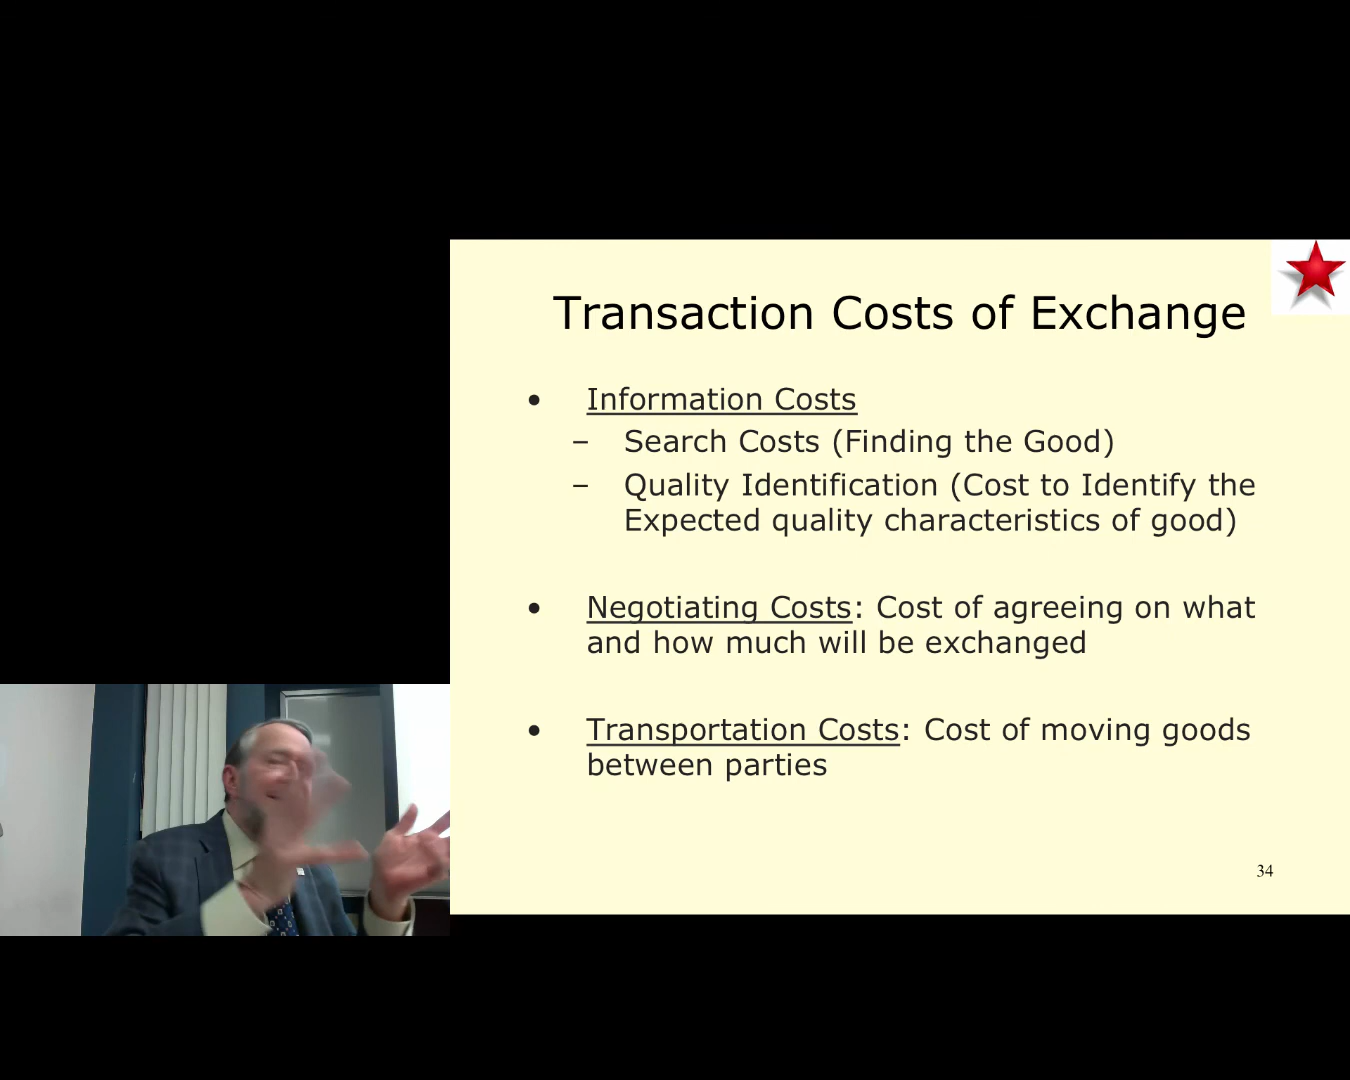 Transaction Costs of Exchange
• Information Costs
– Search Costs (Finding the Good)
– Quality Identification (Cost to Identify the
Expected quality characteristics of good)
• Negotiating Costs: Cost of agreeing on what
and how much will be exchanged
• Transportation Costs: Cost of moving goods
between parties
34